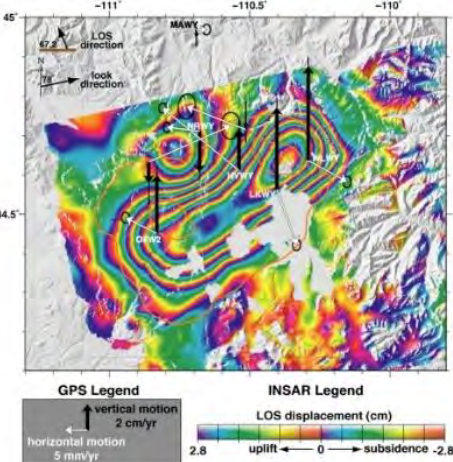 -111° -110.5° -110°
45°
MAWY
LOS
direction
67.2
N
look
direction
78
NRWY
WLWY
HVWY
LKWY
44.5°
OFW2
GPS Legend
INSAR Legend
vertical motion
2 cm/yr
horizontal motion
5 mm/yr
LOS displacement (cm)
2.8 uplift 0 subsidence -2.8